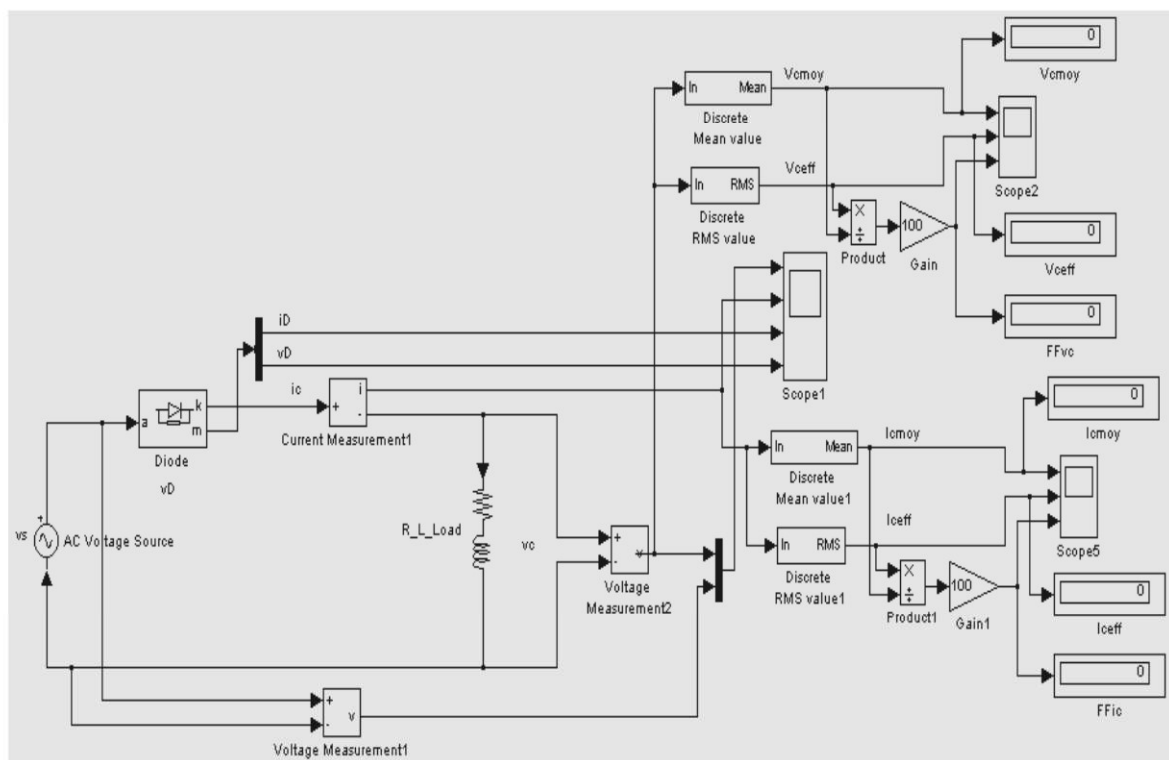 0
Vcmoy
Vcmoy
In Mean
Discrete
Mean value
Scope2
Vceff
In RMS
Discrete
RMS value
X
÷
Product
100
Gain
0
Vceff
0
FFvc
iD
vD
Scope1
a
k
m
Diode
vD
ic
+
i
-
Current Measurement1
0
Icmoy
Icmoy
In Mean
Discrete
Mean value1
Scope5
Iceff
In RMS
Discrete
RMS value1
X
÷
Product1
100
Gain1
0
Iceff
0
FFic
vs
+
AC Voltage Source
R_L_Load
vc
+
-
v
Voltage
Measurement2
+
-
v
Voltage Measurement1